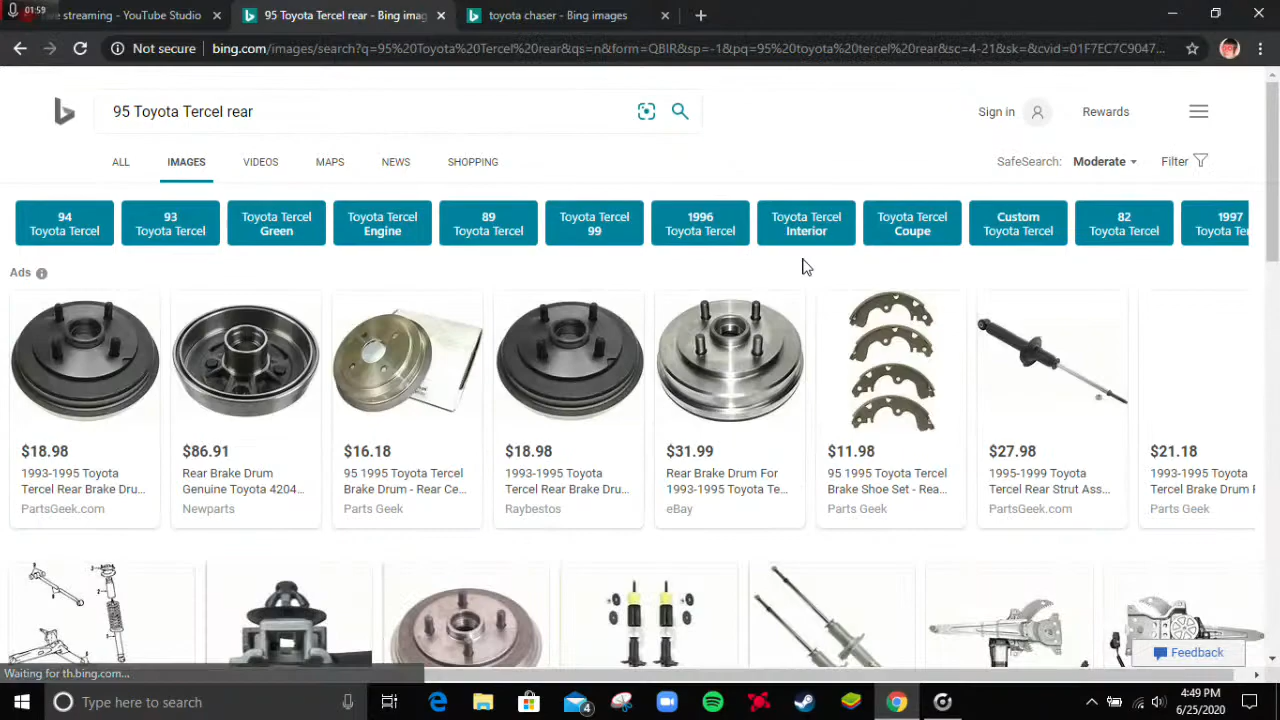 01:59
ve streaming - YouTube Studio
95 Toyota Tercel rear - Bing imag
toyota chaser - Bing images
Not secure
bing.com/images/search?q=95%20Toyota%20Tercel%20rear&qs=n&form=QBIR&sp=-1&pq=95%20toyota%20tercel%20rear&sc=4-21&sk=&cvid=01F7EC7C9047...
95 Toyota Tercel rear
Sign in
Rewards
ALL
IMAGES
VIDEOS
MAPS
NEWS
SHOPPING
SafeSearch: Moderate
Filter
94
Toyota Tercel
93
Toyota Tercel
Toyota Tercel
Green
Toyota Tercel
Engine
89
Toyota Tercel
Toyota Tercel
99
1996
Toyota Tercel
Toyota Tercel
Interior
Toyota Tercel
Coupe
Custom
Toyota Tercel
82
Toyota Tercel
1997
Toyota Te
Ads
$18.98
1993-1995 Toyota
Tercel Rear Brake Dru...
PartsGeek.com
$86.91
Rear Brake Drum
Genuine Toyota 4204...
Newparts
$16.18
95 1995 Toyota Tercel
Brake Drum - Rear Ce...
Parts Geek
$18.98
1993-1995 Toyota
Tercel Rear Brake Dru...
Raybestos
$31.99
Rear Brake Drum For
1993-1995 Toyota Te...
eBay
$11.98
95 1995 Toyota Tercel
Brake Shoe Set - Rea...
Parts Geek
$27.98
1995-1999 Toyota
Tercel Rear Strut Ass...
PartsGeek.com
$21.18
1993-1995 Toyota
Tercel Brake Drum
Parts Geek
Feedback
Waiting for th.bing.com...
Type here to search
4
4:49 PM
6/25/2020